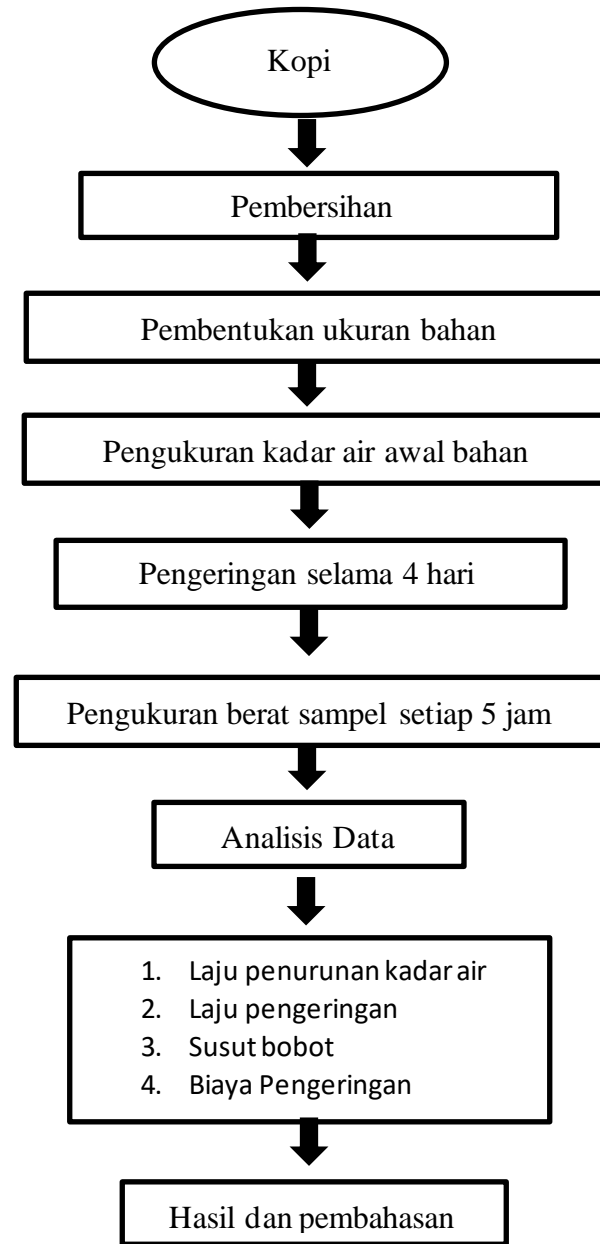 Kopi
Pembersihan
Pembentukan ukuran bahan
Pengukuran kadar air awal bahan
Pengeringan selama 4 hari
Pengukuran berat sampel setiap 5 jam
Analisis Data
1. Laju penurunan kadar air
2. Laju pengeringan
3. Susut bobot
4. Biaya Pengeringan
Hasil dan pembahasan